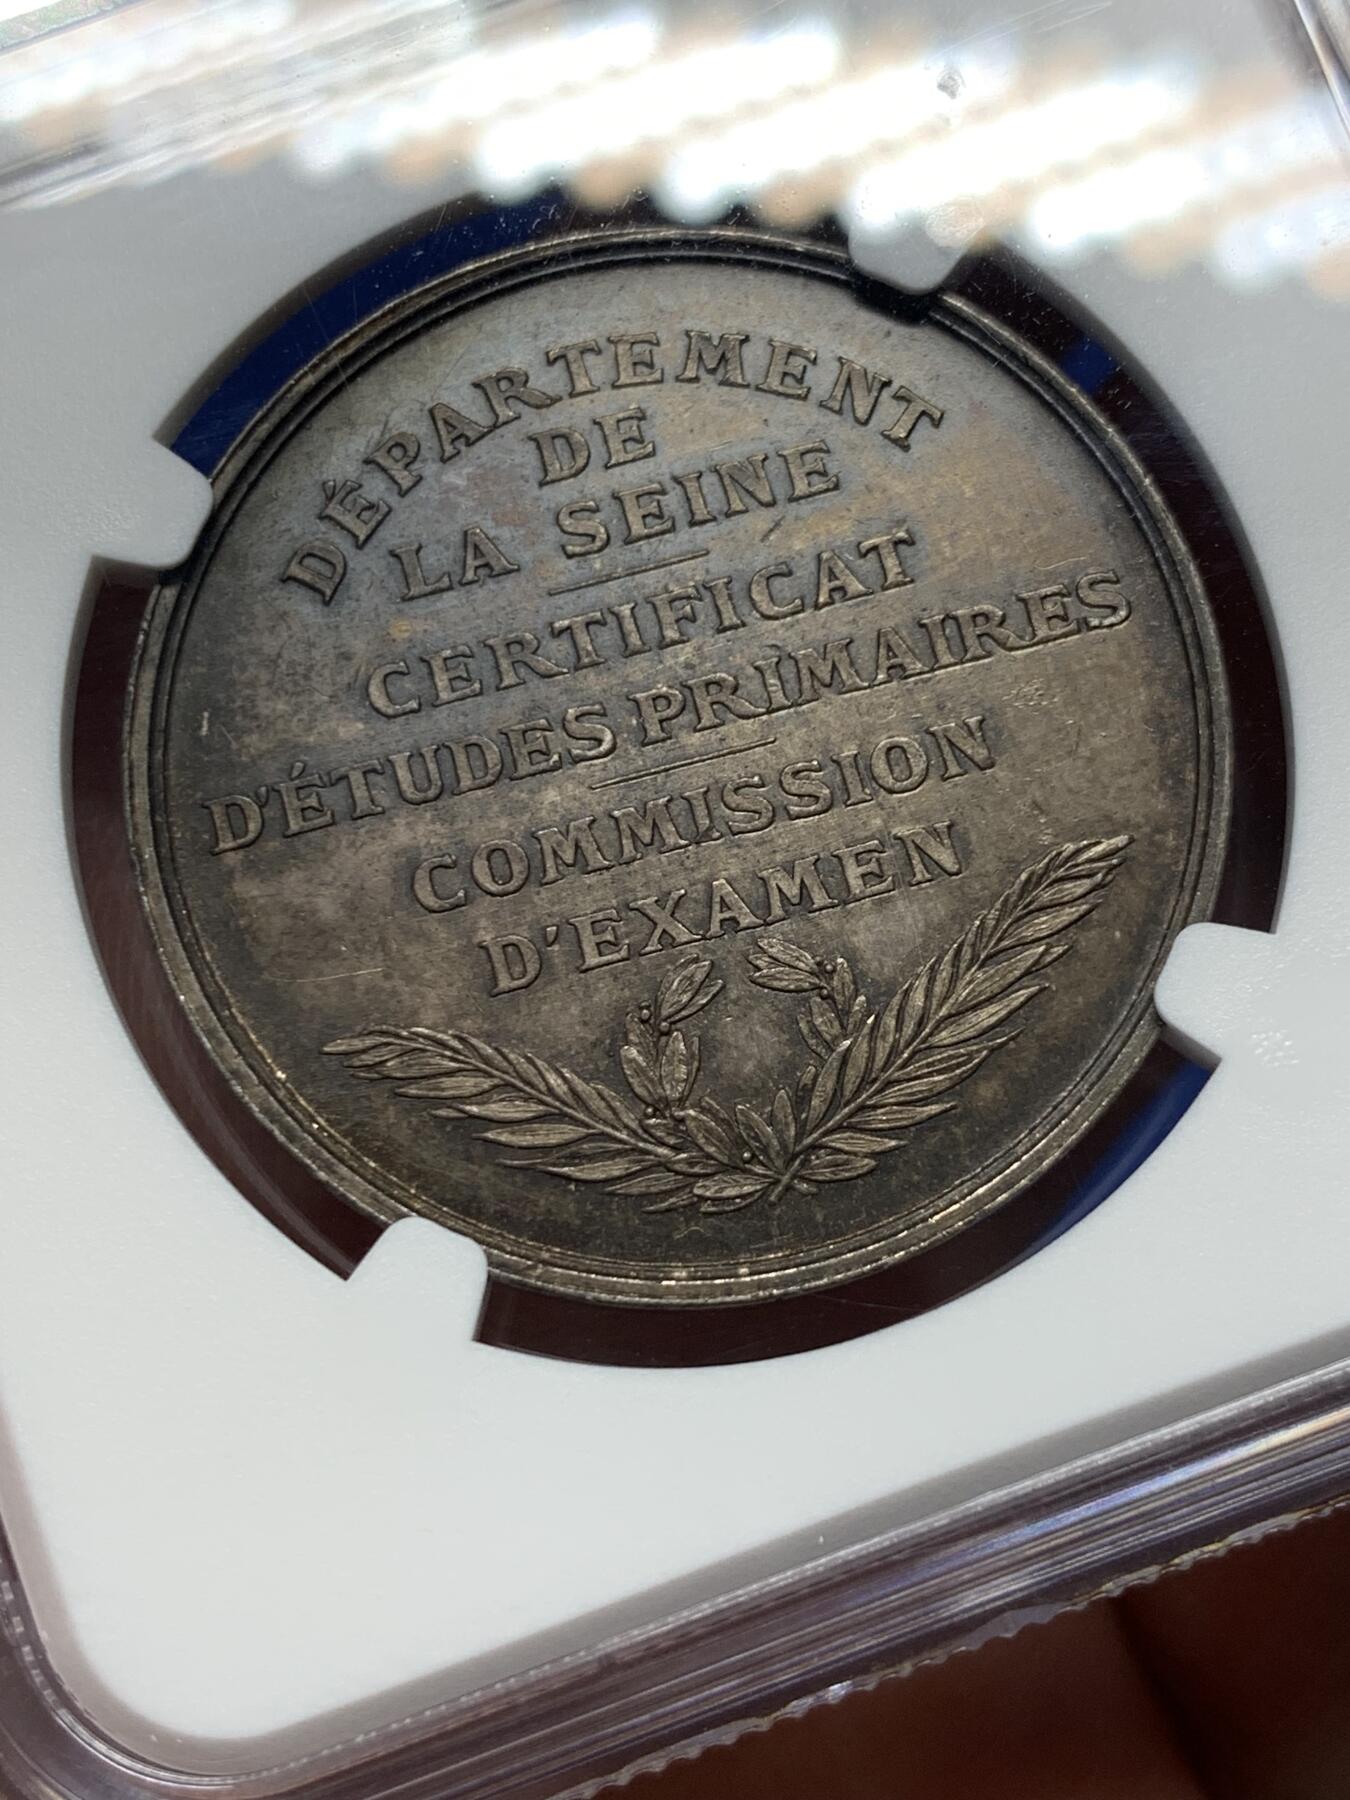 DÉPARTEMENT
DE
LA SEINE
CERTIFICAT
D'ÉTUDES PRIMAIRES
COMMISSION
D'EXAMEN